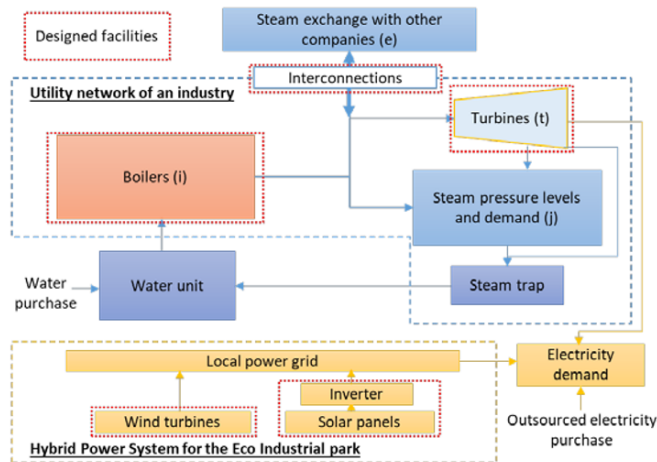 Designed facilities
Steam exchange with other
companies (e)
Interconnections
Utility network of an industry
Turbines (t)
Boilers (i)
Steam pressure levels
and demand (j)
Water
purchase
Water unit
Steam trap
Local power grid
Electricity
demand
Inverter
Wind turbines
Solar panels
Outsourced electricity
purchase
Hybrid Power System for the Eco Industrial park